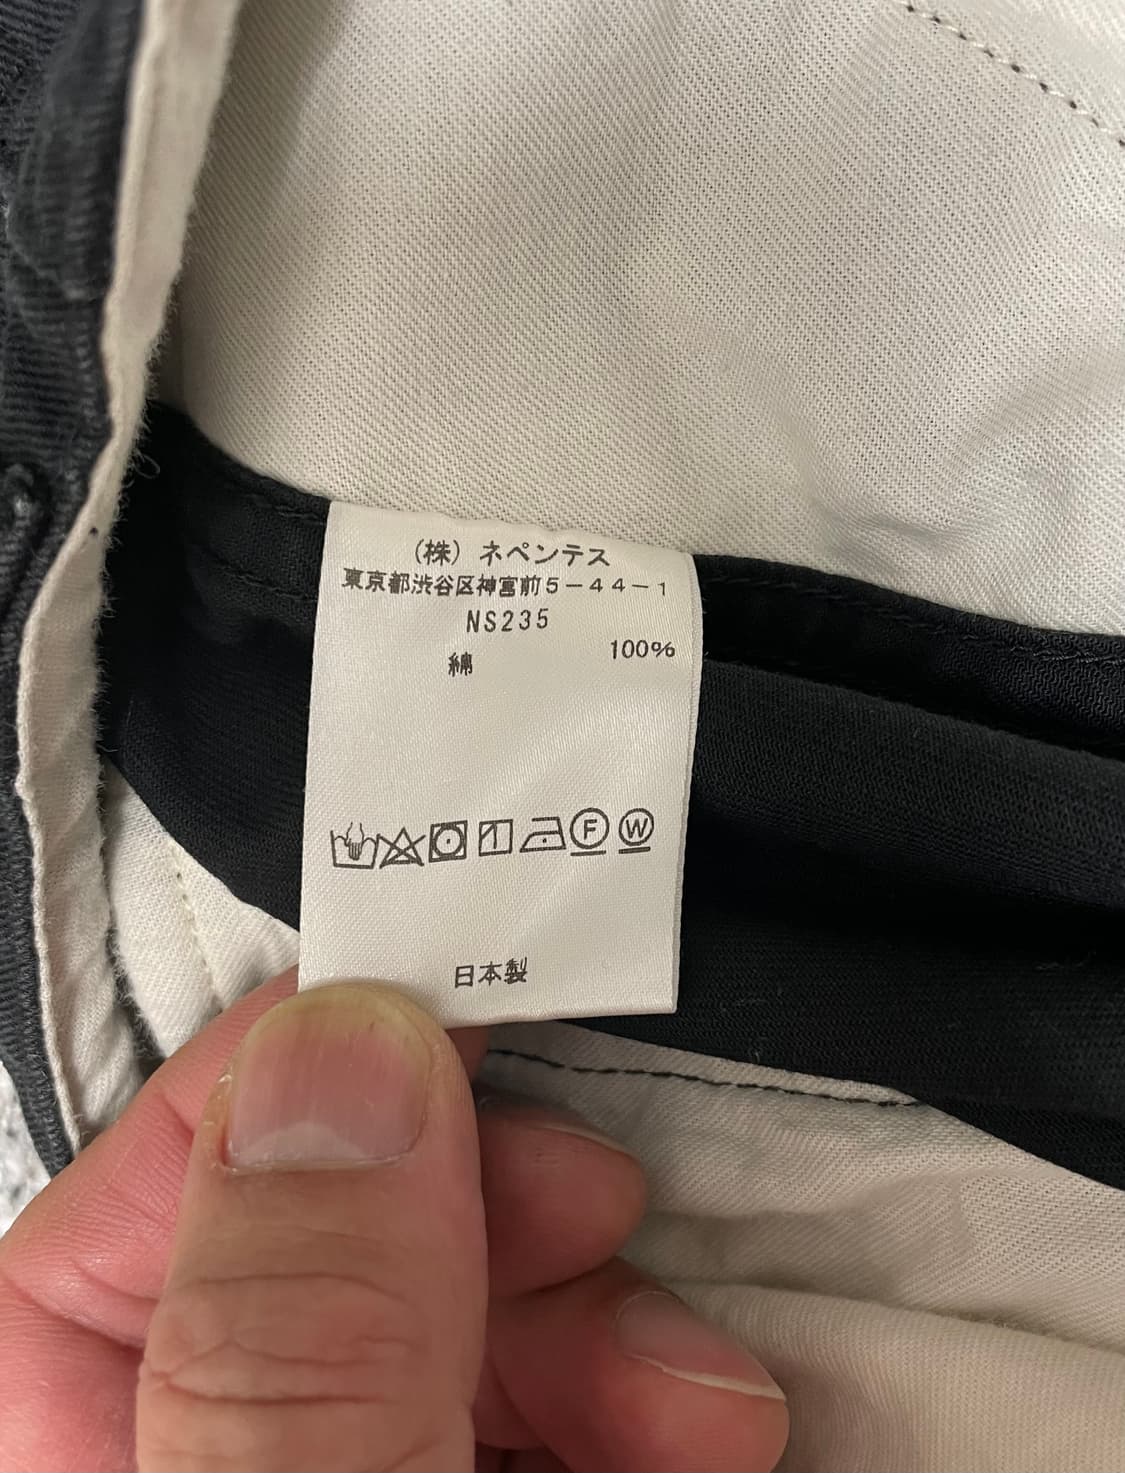 (株)ネペンテス
東京都渋谷区神宮前5-44-1
NS235
綿 100%
F W
日本製